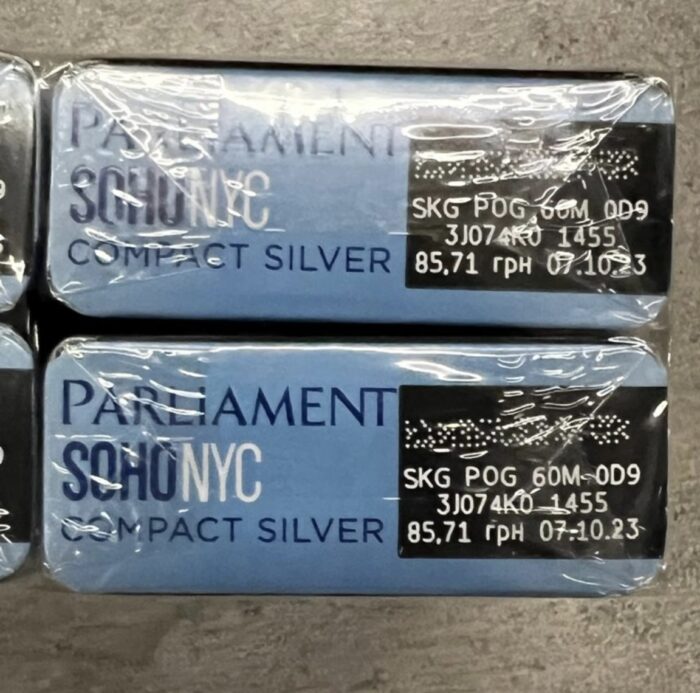 PARLIAMENT
SOHO NYC
COMPACT SILVER
SKG POG 60M 0D9
3J074K0 1455
85,71 грн 07.10.23
PARLIAMENT
SOHO NYC
COMPACT SILVER
SKG POG 60M 0D9
3J074K0 1455
85,71 грн 07.10.23